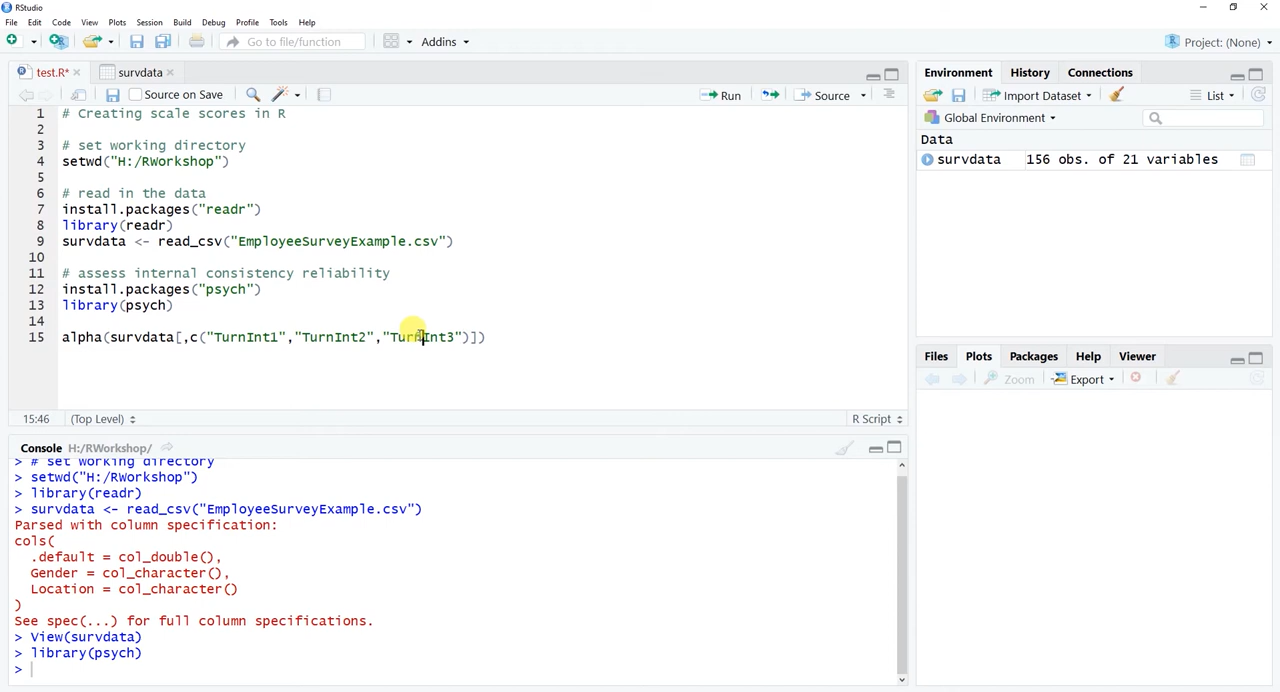 RStudio
File Edit Code View Plots Session Build Debug Profile Tools Help
Go to file/function Addins Project: (None)
test.R* survdata
Source on Save Run Source
1 # Creating scale scores in R
2
3 # set working directory
4 setwd("H:/RWorkshop")
5
6 # read in the data
7 install.packages("readr")
8 library(readr)
9 survdata <- read_csv("EmployeeSurveyExample.csv")
10
11 # assess internal consistency reliability
12 install.packages("psych")
13 library(psych)
14
15 alpha(survdata[,c("TurnInt1","TurnInt2","TurnInt3")])
15:46 (Top Level) R Script
Console H:/RWorkshop/
> # set working directory
> setwd("H:/RWorkshop")
> library(readr)
> survdata <- read_csv("EmployeeSurveyExample.csv")
Parsed with column specification:
cols(
.default = col_double(),
Gender = col_character(),
Location = col_character()
)
See spec(...) for full column specifications.
> View(survdata)
> library(psych)
>
Environment History Connections
Import Dataset List
Global Environment
Data
survdata 156 obs. of 21 variables
Files Plots Packages Help Viewer
Zoom Export